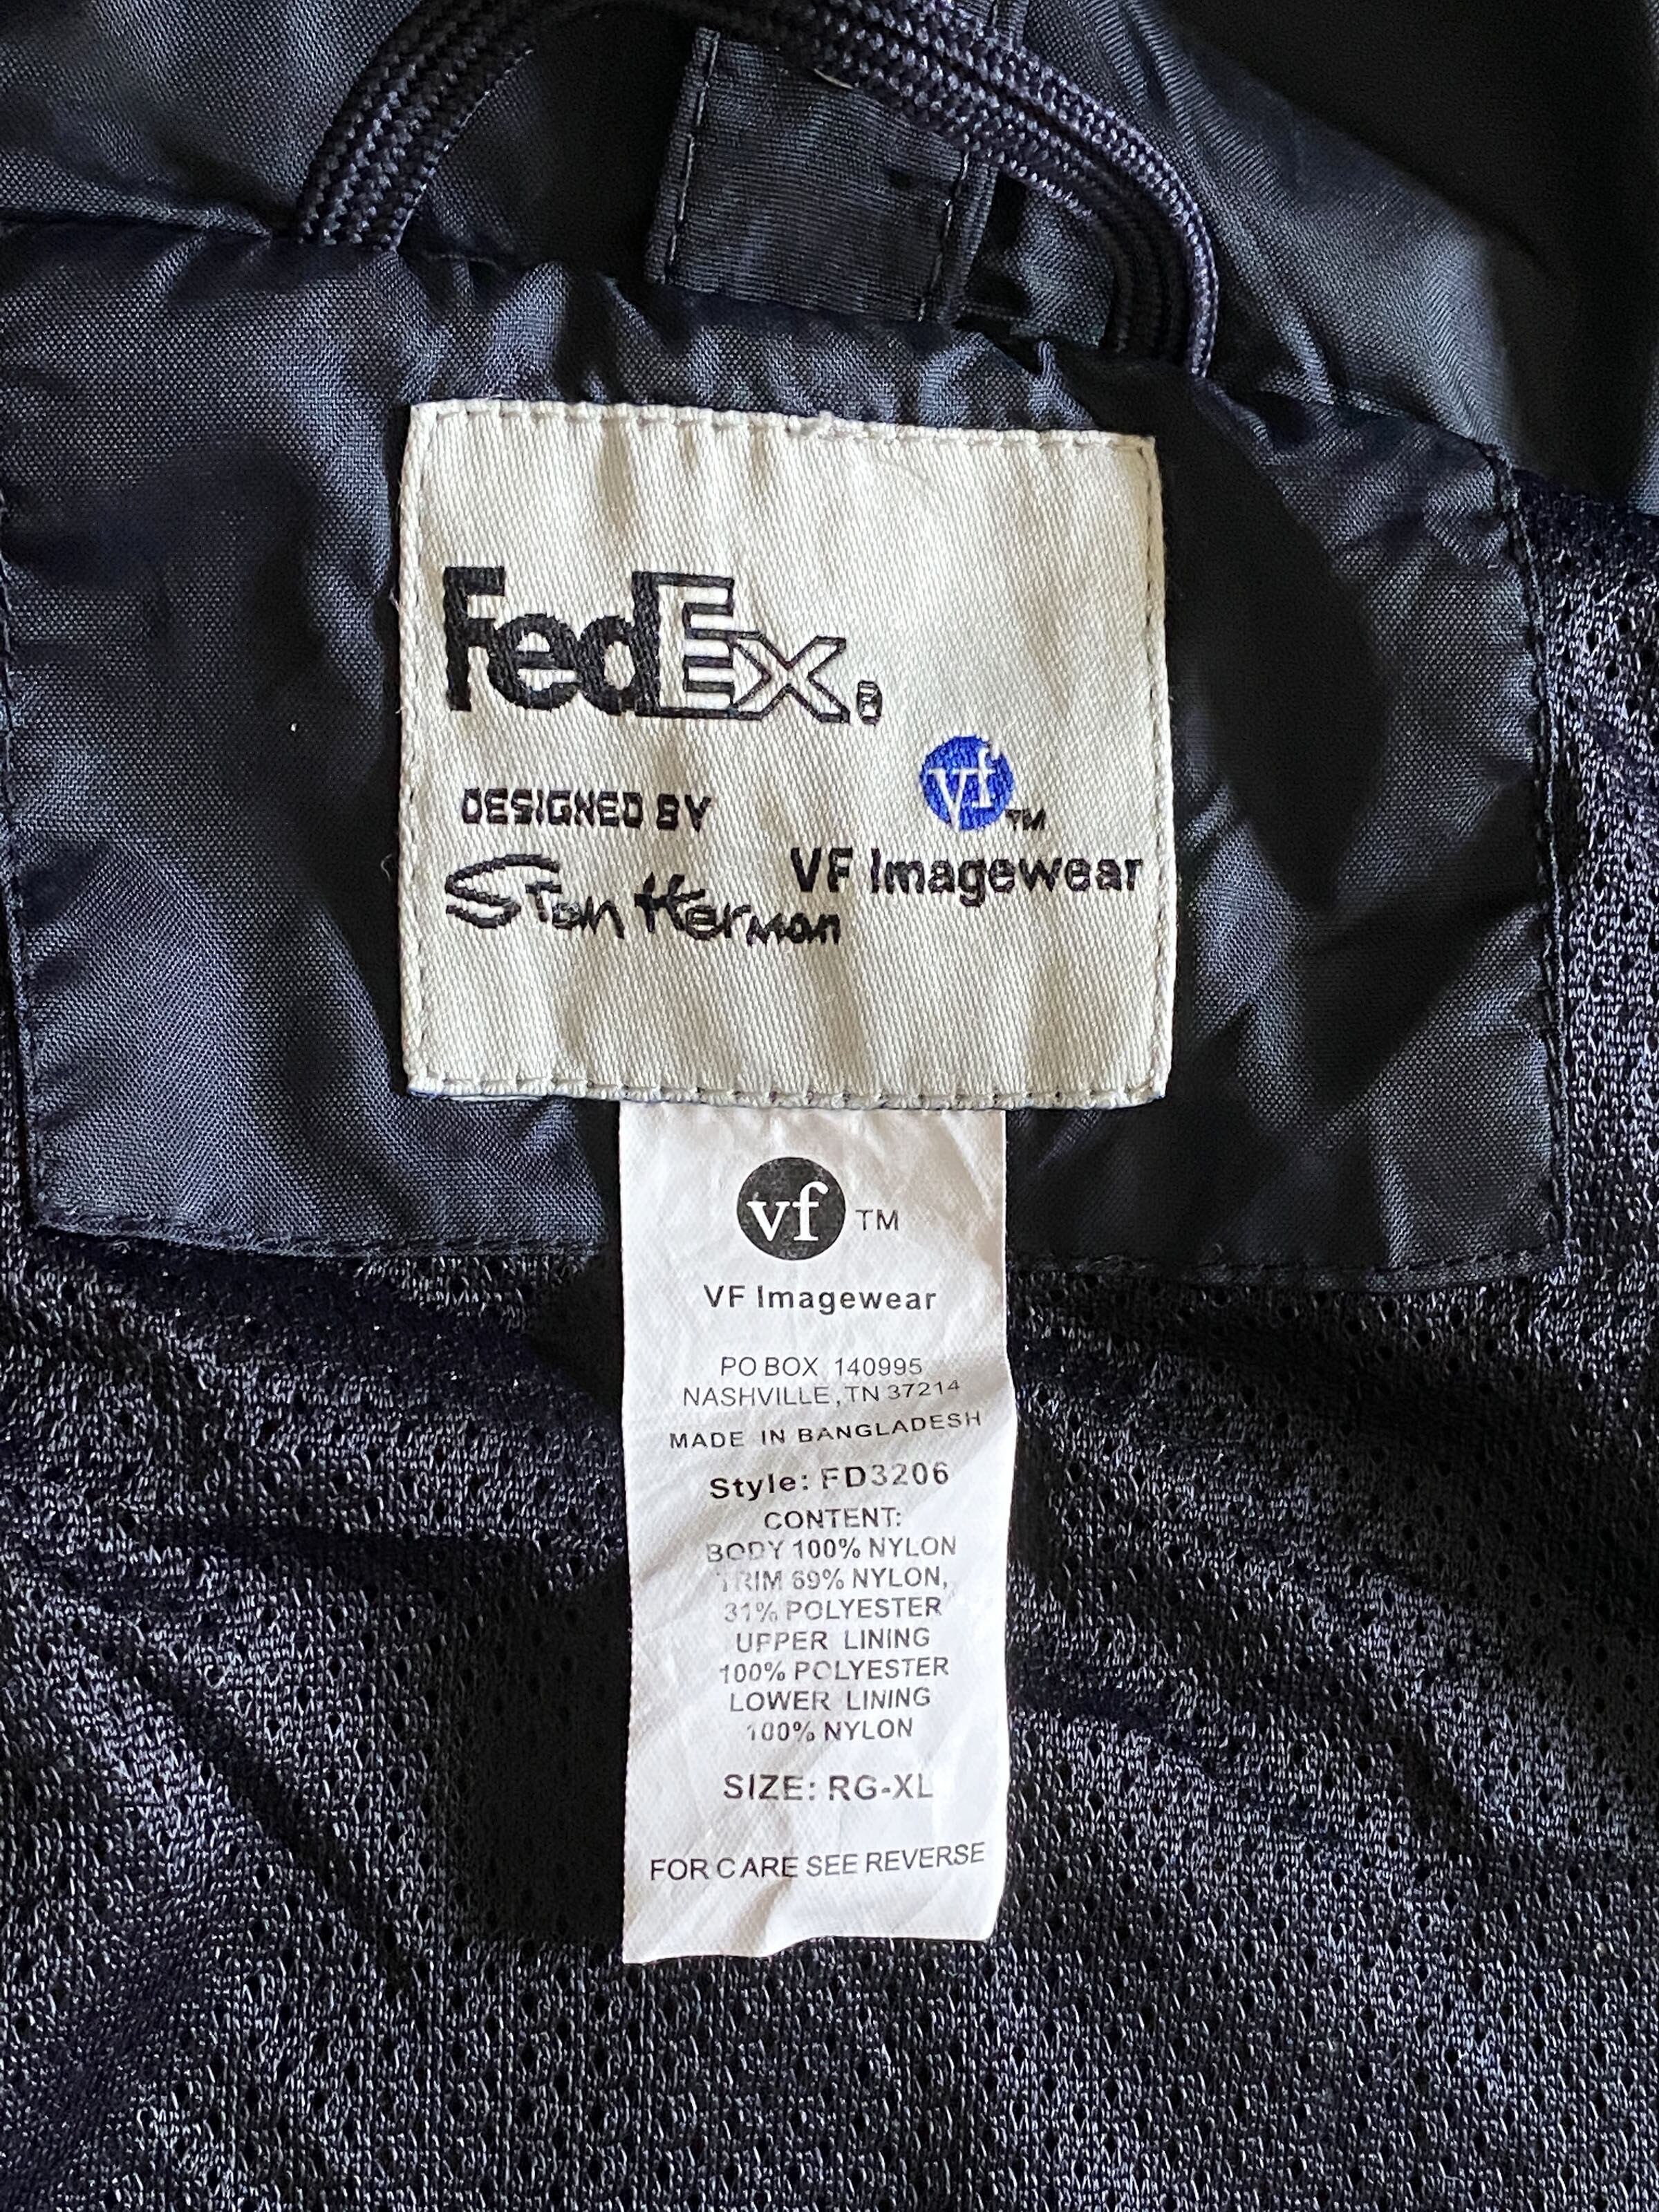 FedEx®
DESIGNED BY
Stan Herman
vf™
VF Imagewear
vf TM
VF Imagewear
PO BOX 140995
NASHVILLE, TN 37214
MADE IN BANGLADESH
Style: FD3206
CONTENT:
BODY 100% NYLON
TRIM 69% NYLON,
31% POLYESTER
UPPER LINING
100% POLYESTER
LOWER LINING
100% NYLON
SIZE: RG-XL
FOR CARE SEE REVERSE